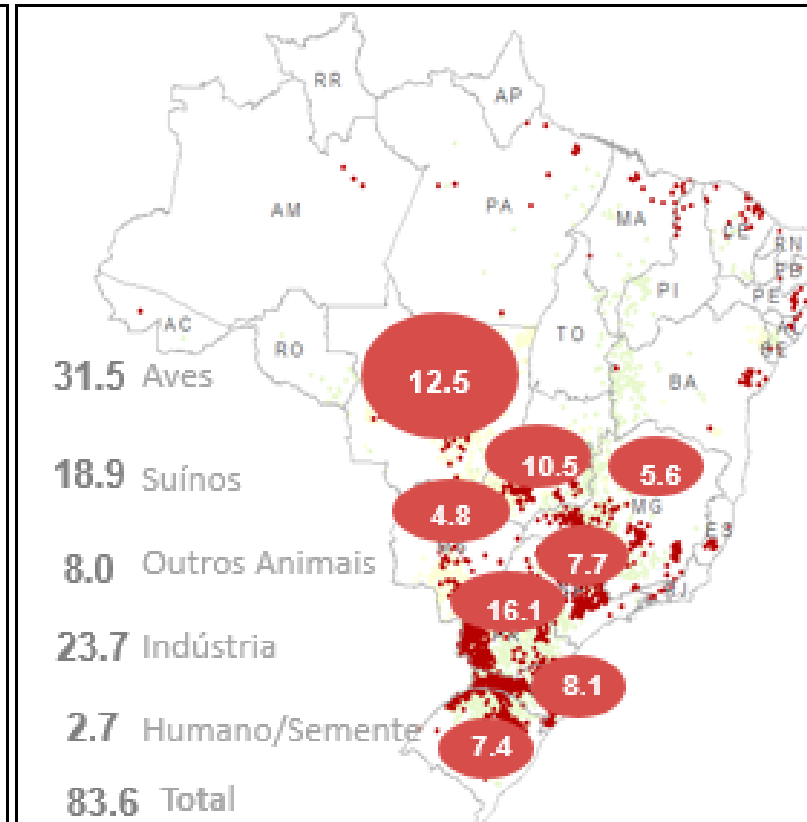 RR
AP
AM
PA
MA
CE
RN
PB
PI
PE
AC
TO
RO
BA
31.5 Aves
12.5
18.9 Suínos
10.5
5.6
4.8
MG
ES
8.0 Outros Animais
7.7
RJ
16.1
23.7 Indústria
8.1
2.7 Humano/Semente
7.4
83.6 Total